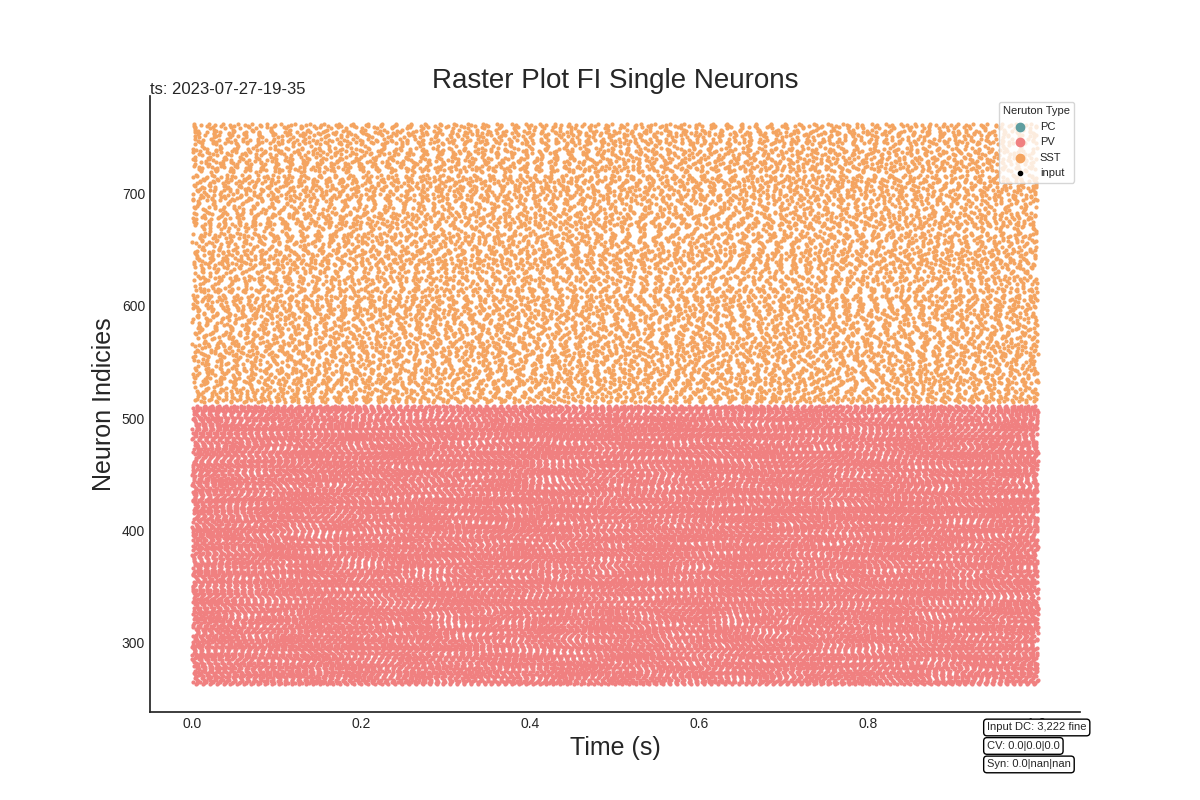 Raster Plot FI Single Neurons
ts: 2023-07-27-19-35
Neruton Type
PC
PV
SST
input
700
600
500
400
300
Neuron Indicies
0.0 0.2 0.4 0.6 0.8
Time (s)
Input DC: 3,222 fine
CV: 0.0|0.0|0.0
Syn: 0.0|nan|nan